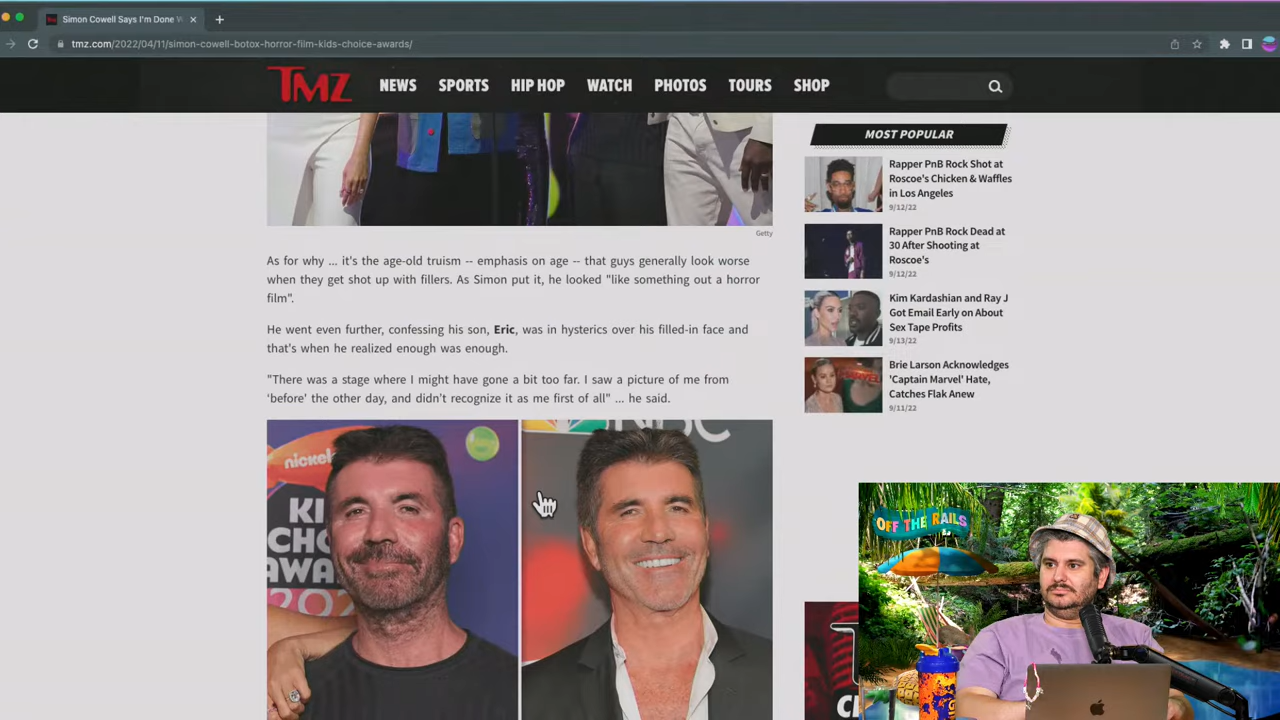 Simon Cowell Says I'm Done W
tmz.com/2022/04/11/simon-cowell-botox-horror-film-kids-choice-awards/
TMZ
NEWS
SPORTS
HIP HOP
WATCH
PHOTOS
TOURS
SHOP
Getty
As for why ... it's the age-old truism -- emphasis on age -- that guys generally look worse
when they get shot up with fillers. As Simon put it, he looked "like something out a horror
film".
He went even further, confessing his son, Eric, was in hysterics over his filled-in face and
that's when he realized enough was enough.
"There was a stage where I might have gone a bit too far. I saw a picture of me from
'before' the other day, and didn't recognize it as me first of all" ... he said.
NBC
KI
CHO
AWA
202
MOST POPULAR
Rapper PnB Rock Shot at
Roscoe's Chicken & Waffles
in Los Angeles
9/12/22
Rapper PnB Rock Dead at
30 After Shooting at
Roscoe's
9/12/22
Kim Kardashian and Ray J
Got Email Early on About
Sex Tape Profits
9/13/22
Brie Larson Acknowledges
'Captain Marvel' Hate,
Catches Flak Anew
9/11/22
OFF THE RAILS